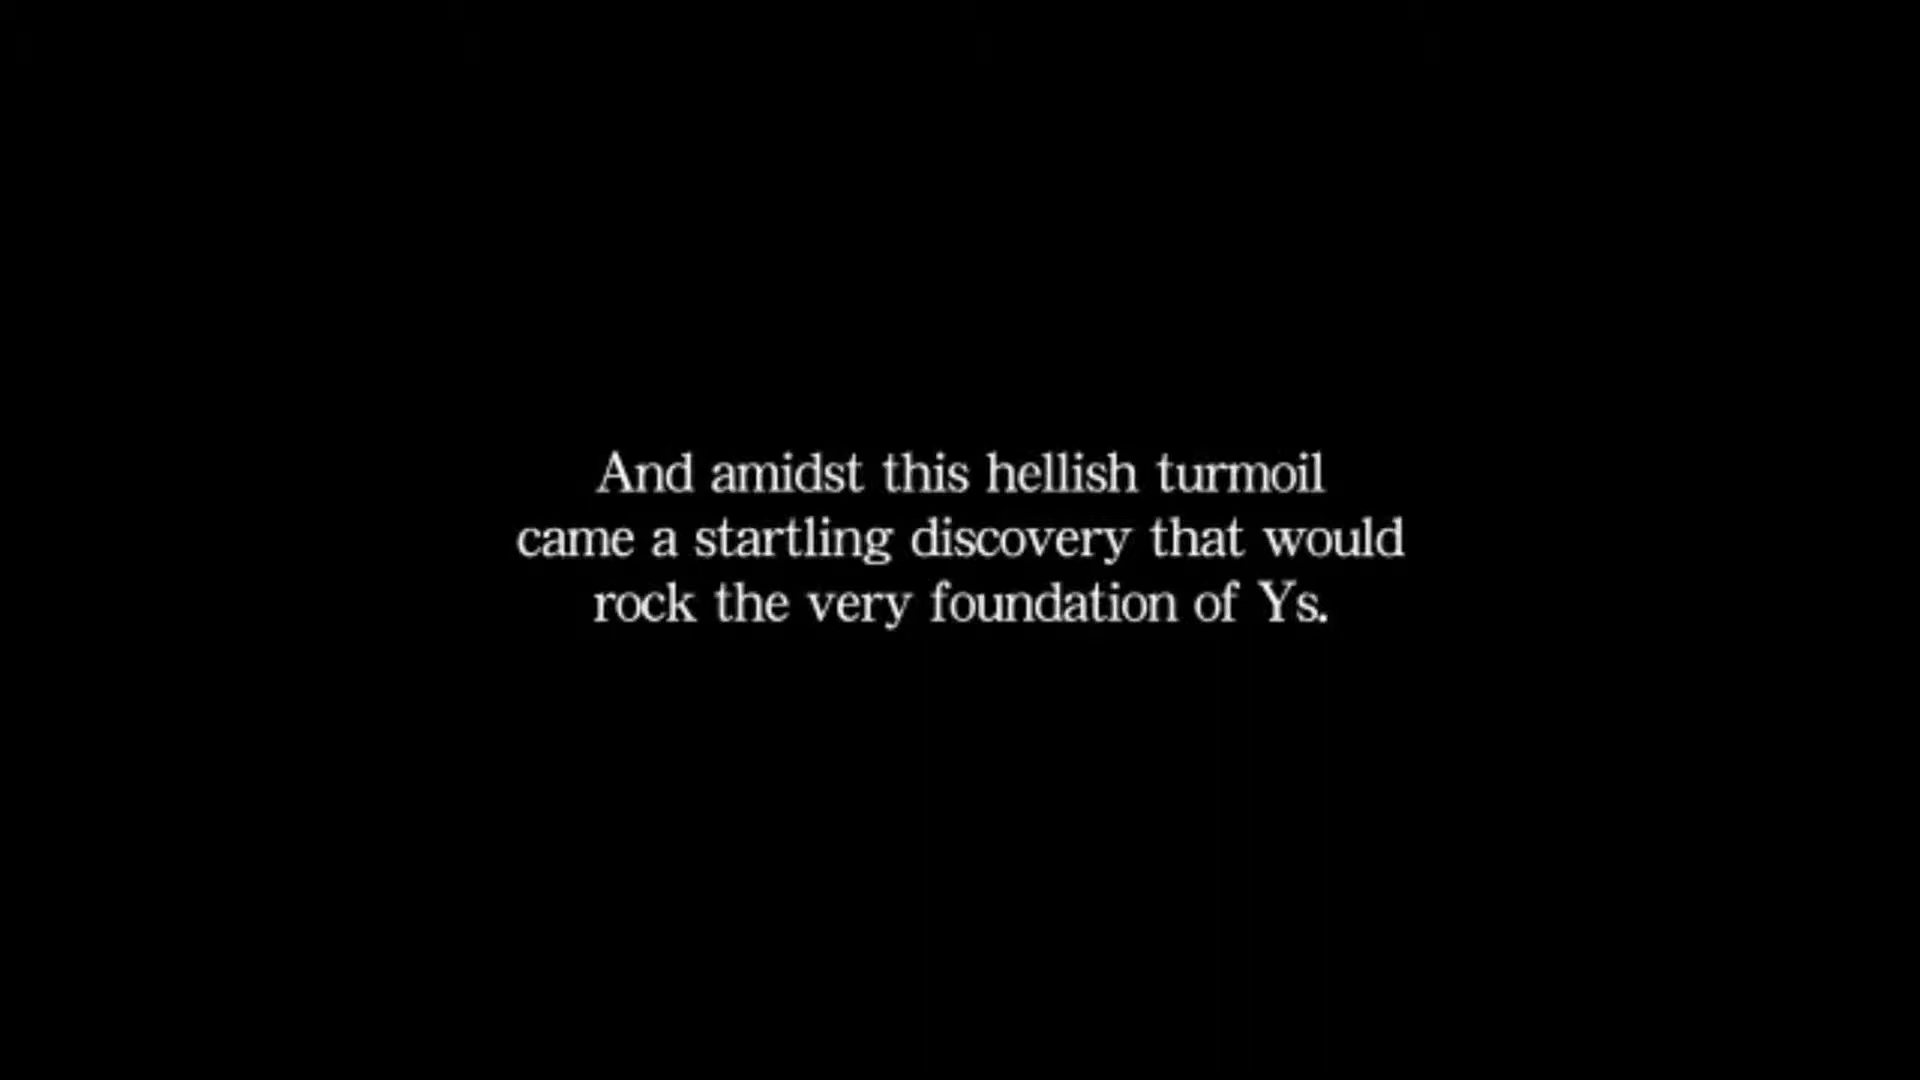 And amidst this hellish turmoil
came a startling discovery that would
rock the very foundation of Ys.